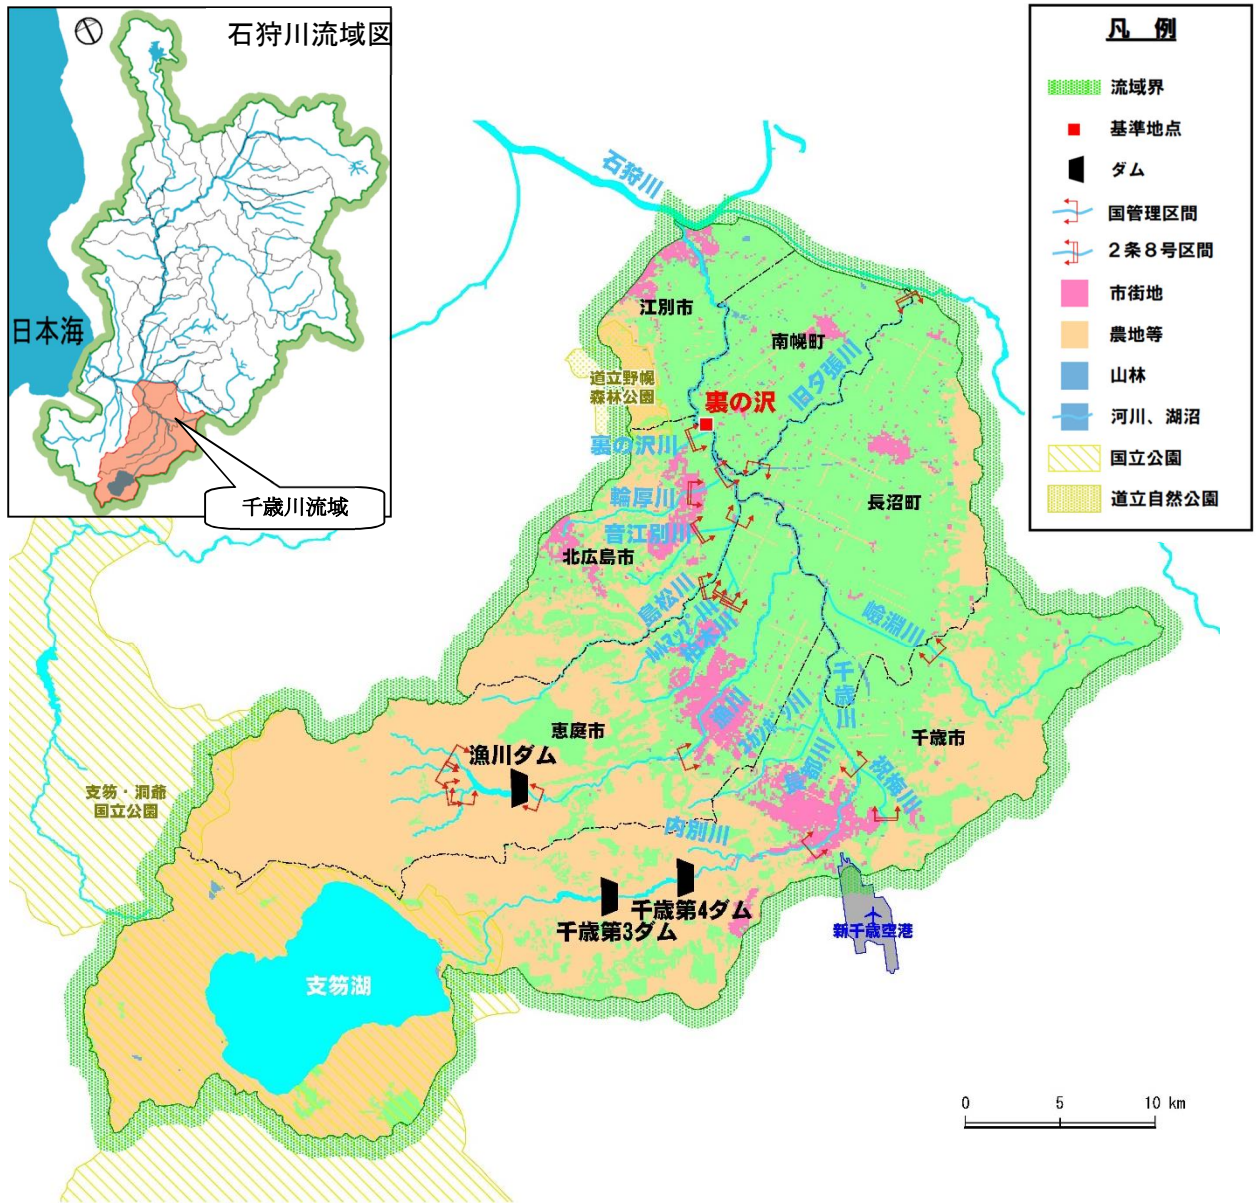 石狩川流域図
日本海
千歳川流域
凡 例
流域界
基準地点
ダム
国管理区間
2条8号区間
市街地
農地等
山林
河川、湖沼
国立公園
道立自然公園
石狩川
江別市
南幌町
旧夕張川
道立野幌
森林公園
裏の沢
裏の沢川
輪厚川
長沼町
音江別川
北広島市
島松川
柏木川
嶮淵川
千歳川
漁川
恵庭市
千歳市
漁川ダム
祝梅川
支笏・洞爺
国立公園
内別川
千歳第4ダム
千歳第3ダム
新千歳空港
支笏湖
0 5 10 km